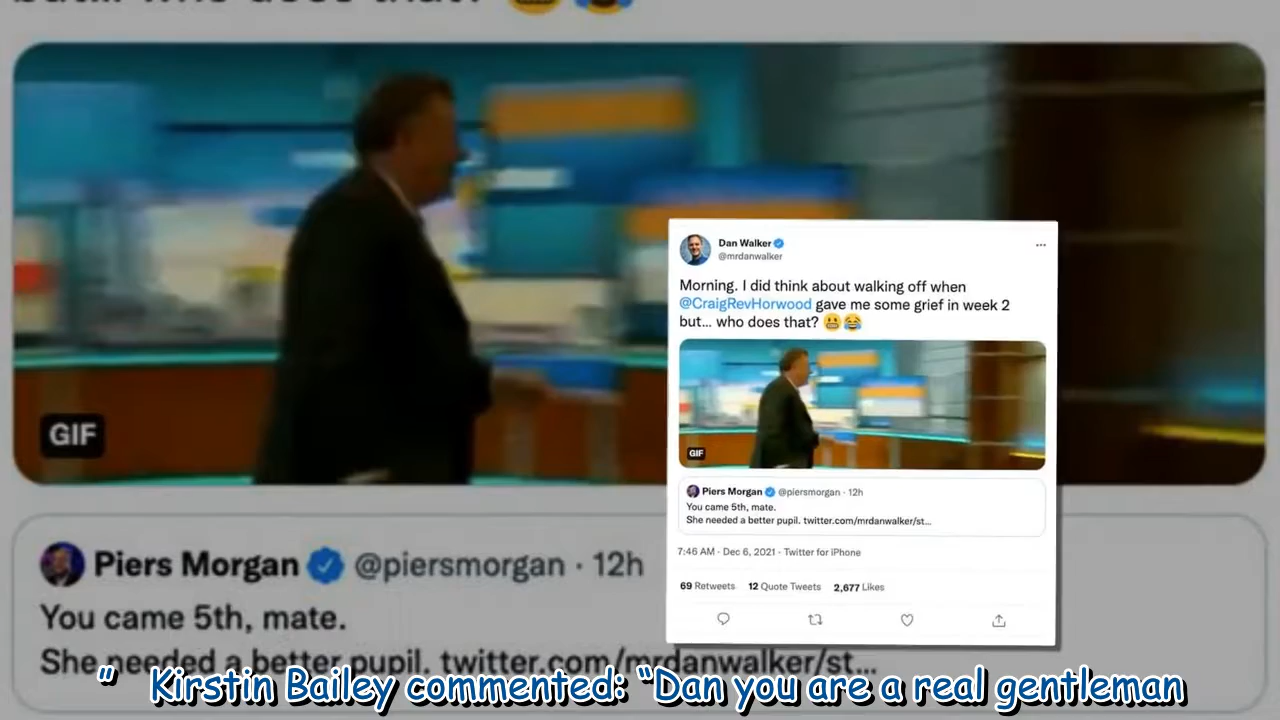 GIF
Piers Morgan @piersmorgan · 12h
You came 5th, mate.
She needed a better pupil. twitter.com/mrdanwalker/st...
Dan Walker
@mrdanwalker
Morning. I did think about walking off when
@CraigRevHorwood gave me some grief in week 2
but... who does that? 😬😂
GIF
Piers Morgan @piersmorgan · 12h
You came 5th, mate.
She needed a better pupil. twitter.com/mrdanwalker/st...
7:46 AM · Dec 6, 2021 · Twitter for iPhone
69 Retweets 12 Quote Tweets 2,677 Likes
” Kirstin Bailey commented: “Dan you are a real gentleman